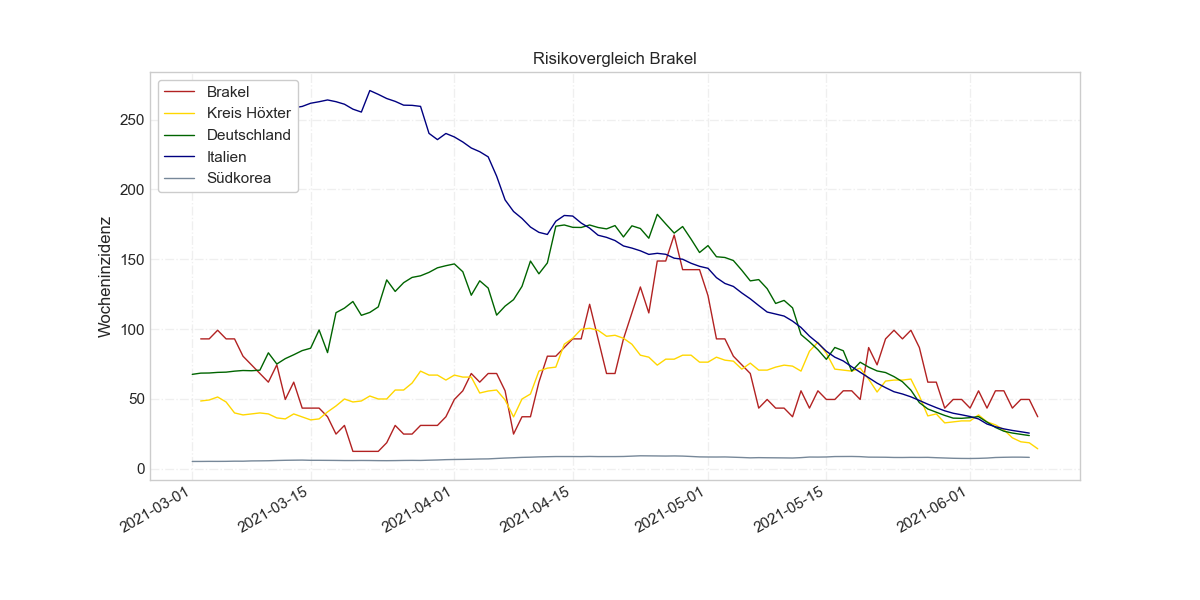 Risikovergleich Brakel
Brakel
Kreis Höxter
Deutschland
Italien
Südkorea
Wocheninzidenz
250
200
150
100
50
0
2021-03-01
2021-03-15
2021-04-01
2021-04-15
2021-05-01
2021-05-15
2021-06-01